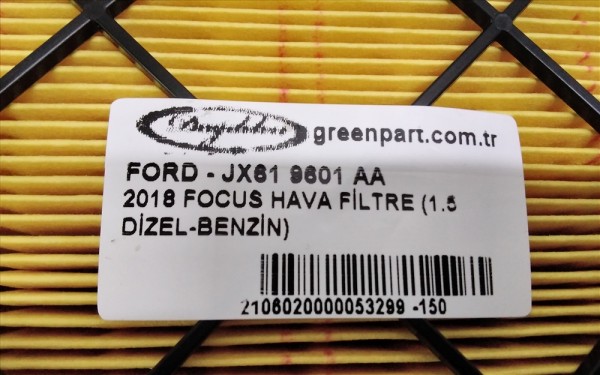 greenpart.com.tr
FORD - JX61 9601 AA
2018 FOCUS HAVA FİLTRE (1.5
DİZEL-BENZİN)
2106020000053299 -150